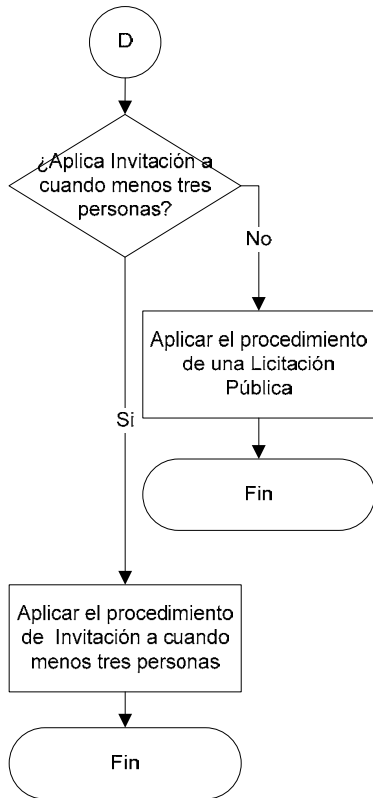 D
¿Aplica Invitación a
cuando menos tres
personas?
No
Aplicar el procedimiento
de una Licitación
Pública
Si
Fin
Aplicar el procedimiento
de Invitación a cuando
menos tres personas
Fin